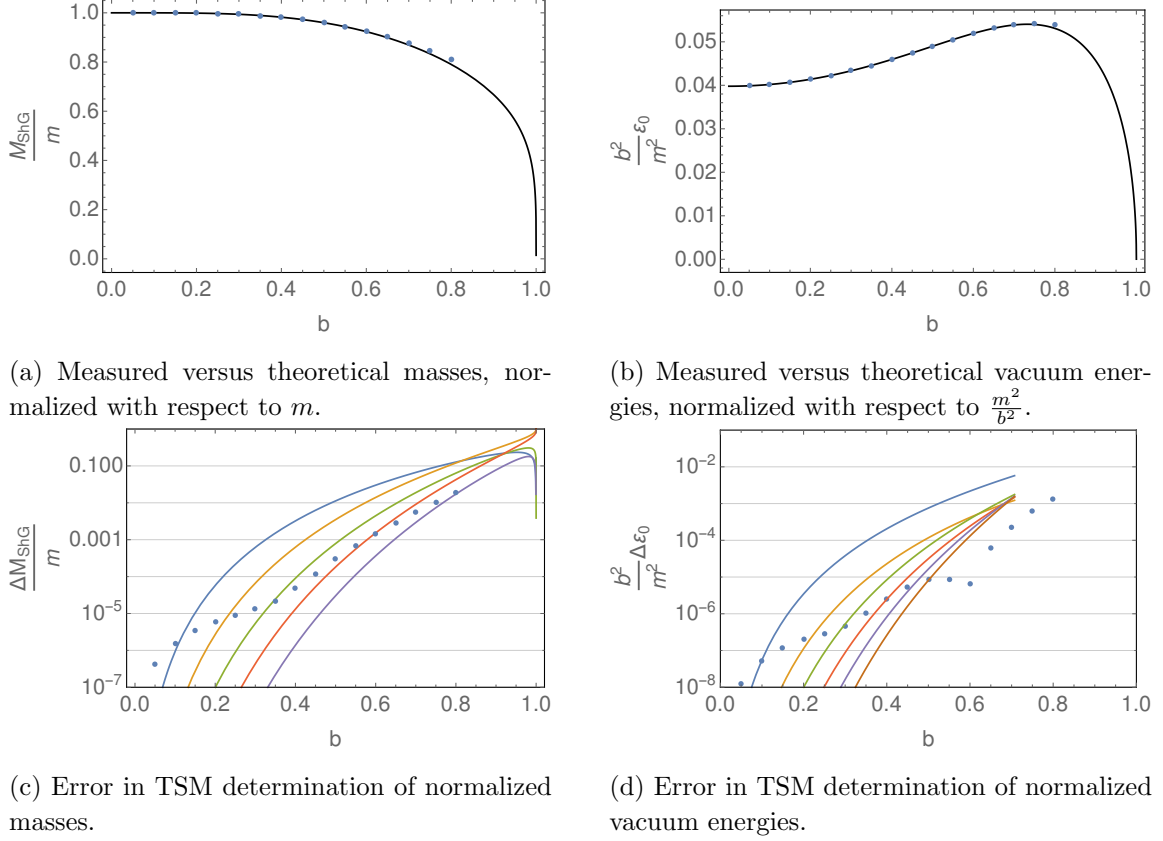 1.0
0.8
0.6
0.4
0.2
0.0
M_ShG / m
0.0 0.2 0.4 0.6 0.8 1.0
b
0.05
0.04
0.03
0.02
0.01
0.00
b² / m² ε₀
0.0 0.2 0.4 0.6 0.8 1.0
b
(a) Measured versus theoretical masses, nor-
malized with respect to m.
(b) Measured versus theoretical vacuum ener-
gies, normalized with respect to m²/b².
0.100
0.001
10⁻⁵
10⁻⁷
ΔM_ShG / m
0.0 0.2 0.4 0.6 0.8 1.0
b
10⁻²
10⁻⁴
10⁻⁶
10⁻⁸
b² / m² Δε₀
0.0 0.2 0.4 0.6 0.8 1.0
b
(c) Error in TSM determination of normalized
masses.
(d) Error in TSM determination of normalized
vacuum energies.